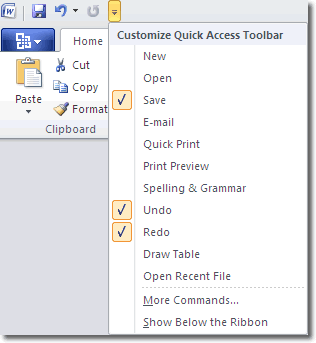 W
Home
Customize Quick Access Toolbar
New
Open
Save
E-mail
Quick Print
Print Preview
Spelling & Grammar
Undo
Redo
Draw Table
Open Recent File
More Commands...
Show Below the Ribbon
Cut
Copy
Format
Paste
Clipboard